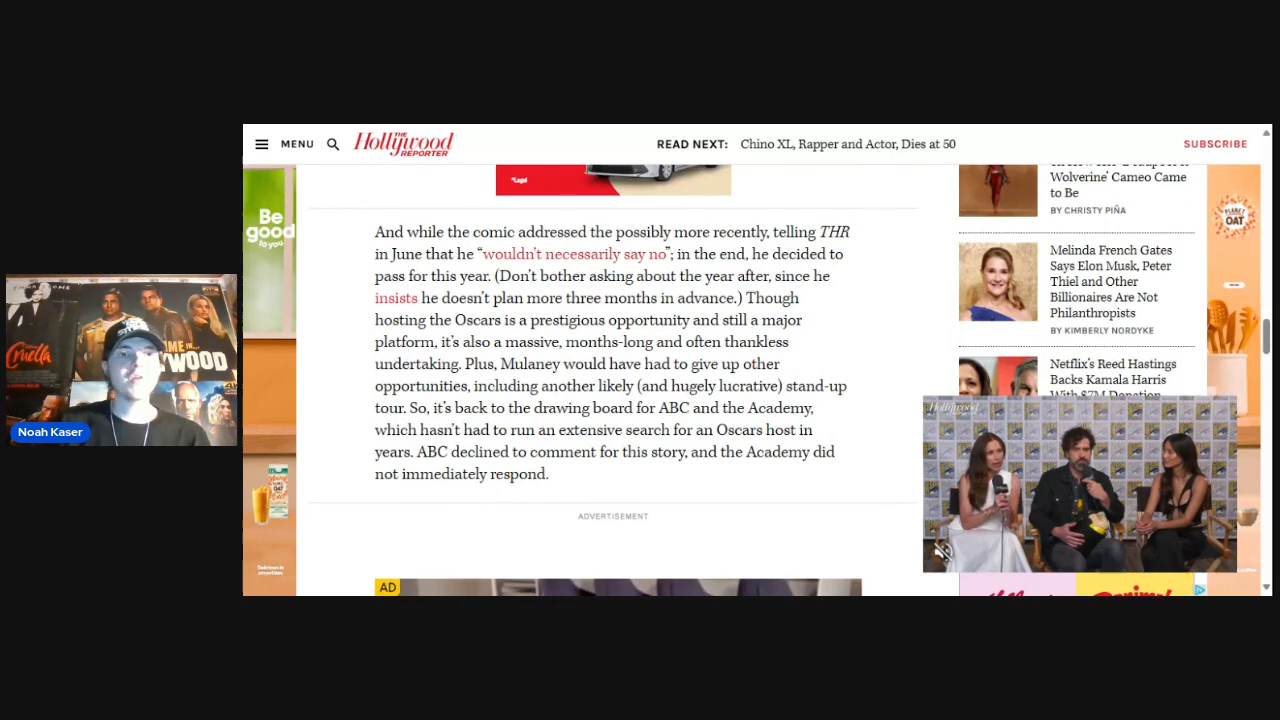 MENU
THE
Hollywood
REPORTER
READ NEXT:
Chino XL, Rapper and Actor, Dies at 50
SUBSCRIBE
*Legal
Be
good
to you
And while the comic addressed the possibly more recently, telling THR
in June that he “wouldn’t necessarily say no”; in the end, he decided to
pass for this year. (Don’t bother asking about the year after, since he
insists he doesn’t plan more three months in advance.) Though
hosting the Oscars is a prestigious opportunity and still a major
platform, it’s also a massive, months-long and often thankless
undertaking. Plus, Mulaney would have had to give up other
opportunities, including another likely (and hugely lucrative) stand-up
tour. So, it’s back to the drawing board for ABC and the Academy,
which hasn’t had to run an extensive search for an Oscars host in
years. ABC declined to comment for this story, and the Academy did
not immediately respond.
ADVERTISEMENT
AD
Wolverine’ Cameo Came
to Be
BY CHRISTY PIÑA
Melinda French Gates
Says Elon Musk, Peter
Thiel and Other
Billionaires Are Not
Philanthropists
BY KIMBERLY NORDYKE
Netflix’s Reed Hastings
Backs Kamala Harris
With $7M Donation
Hollywood
PLANET
OAT
Cruella
WOOD
Noah Kaser